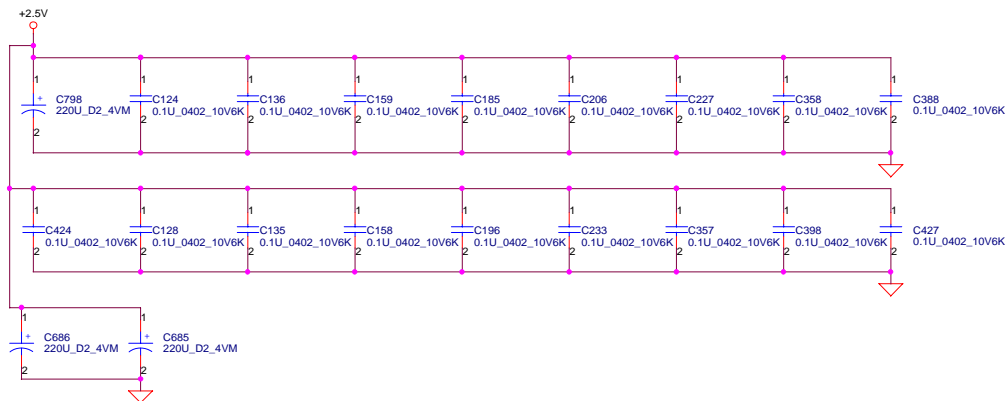 +2.5V
1 1 1 1 1 1 1 1 1
+
C798 C124 C136 C159 C185 C206 C227 C358 C388
220U_D2_4VM 0.1U_0402_10V6K 0.1U_0402_10V6K 0.1U_0402_10V6K 0.1U_0402_10V6K 0.1U_0402_10V6K 0.1U_0402_10V6K 0.1U_0402_10V6K 0.1U_0402_10V6K
2 2 2 2 2 2 2 2 2
1 1 1 1 1 1 1 1 1
C424 C128 C135 C158 C196 C233 C357 C398 C427
0.1U_0402_10V6K 0.1U_0402_10V6K 0.1U_0402_10V6K 0.1U_0402_10V6K 0.1U_0402_10V6K 0.1U_0402_10V6K 0.1U_0402_10V6K 0.1U_0402_10V6K 0.1U_0402_10V6K
2 2 2 2 2 2 2 2 2
1 1
+ +
C686 C685
220U_D2_4VM 220U_D2_4VM
2 2